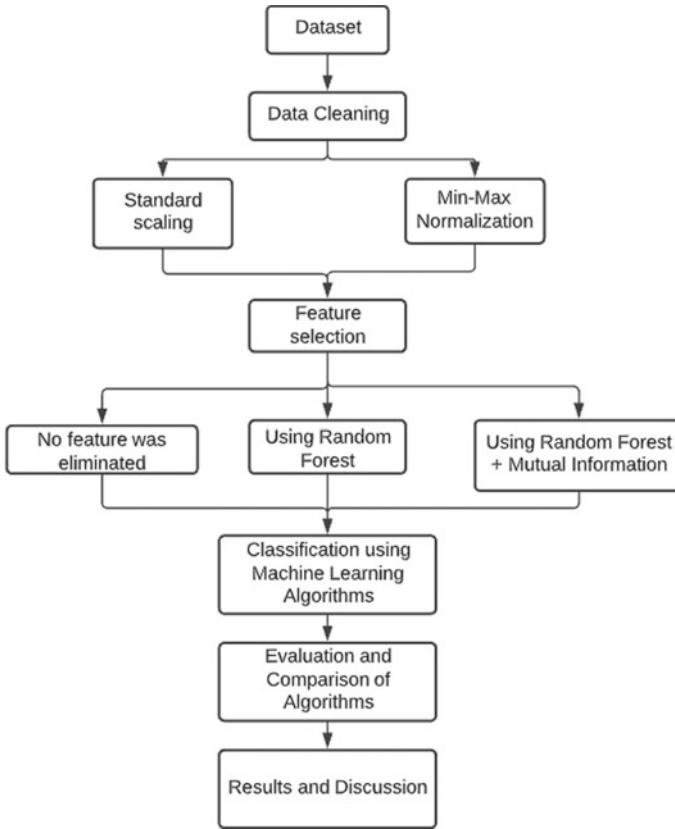 Dataset
Data Cleaning
Standard
scaling
Min-Max
Normalization
Feature
selection
No feature was
eliminated
Using Random
Forest
Using Random Forest
+ Mutual Information
Classification using
Machine Learning
Algorithms
Evaluation and
Comparison of
Algorithms
Results and Discussion